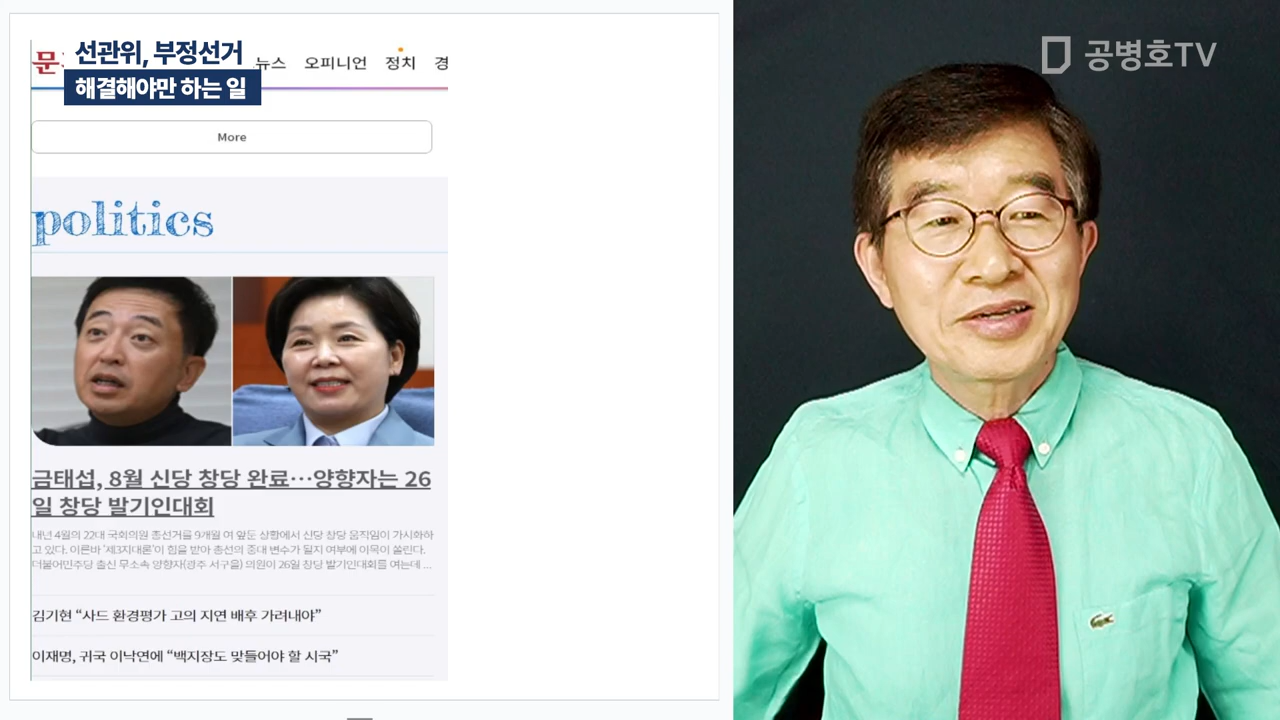 선관위, 부정선거
해결해야만 하는 일
문
뉴스 오피니언 정치 경
More
politics
금태섭, 8월 신당 창당 완료…양향자는 26
일 창당 발기인대회
내년 4월의 22대 국회의원 총선거를 9개월 여 앞둔 상황에서 신당 창당 움직임이 가시화하
고 있다. 이른바 '제3지대론'이 힘을 받아 총선의 중대 변수가 될지 여부에 이목이 쏠린다.
더불어민주당 출신 무소속 양향자(광주 서구을) 의원이 26일 창당 발기인대회를 여는데 ...
김기현 “사드 환경평가 고의 지연 배후 가려내야”
이재명, 귀국 이낙연에 “백지장도 맞들어야 할 시국”
공병호TV